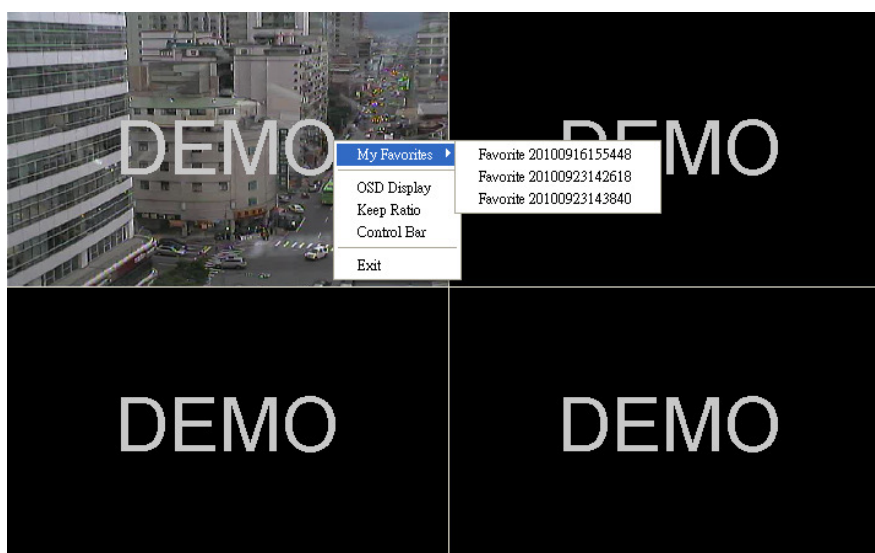 DEMO
DEMO
My Favorites
Favorite 20100916155448
Favorite 20100923142618
Favorite 20100923143840
OSD Display
Keep Ratio
Control Bar
Exit
DEMO
DEMO